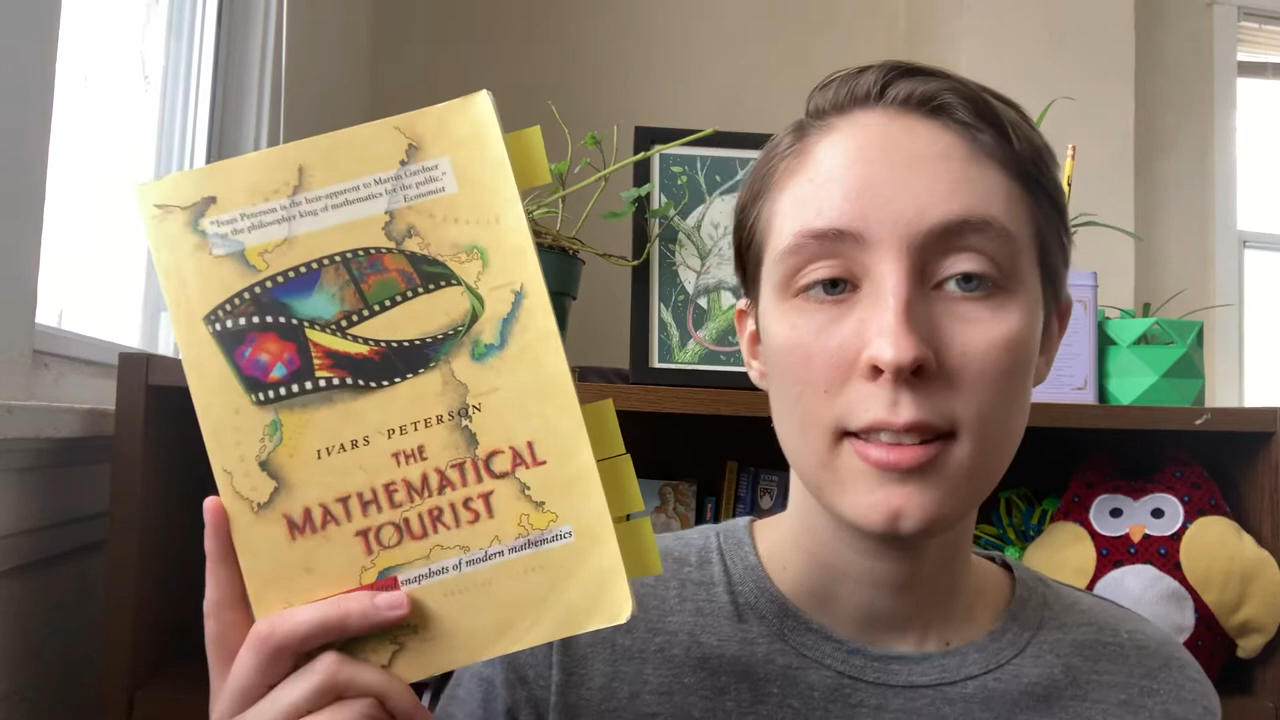 "Ivars Peterson is the heir-apparent to Martin Gardner
the philosophy king of mathematics for the public."
— Economist
IVARS PETERSON
THE
MATHEMATICAL
TOURIST
snapshots of modern mathematics